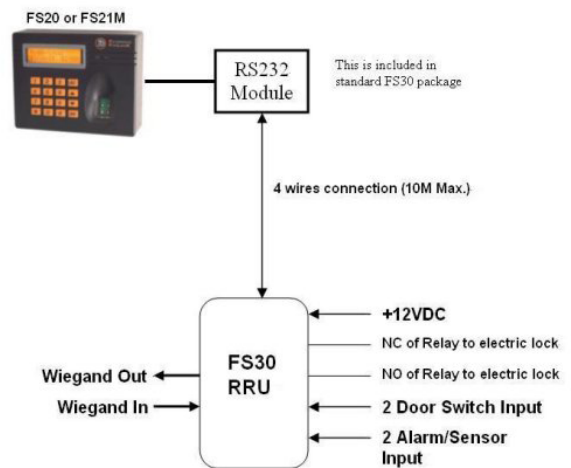 FS20 or FS21M
RS232
Module
This is included in
standard FS30 package
4 wires connection (10M Max.)
FS30
RRU
Wiegand Out
Wiegand In
+12VDC
NC of Relay to electric lock
NO of Relay to electric lock
2 Door Switch Input
2 Alarm/Sensor
Input